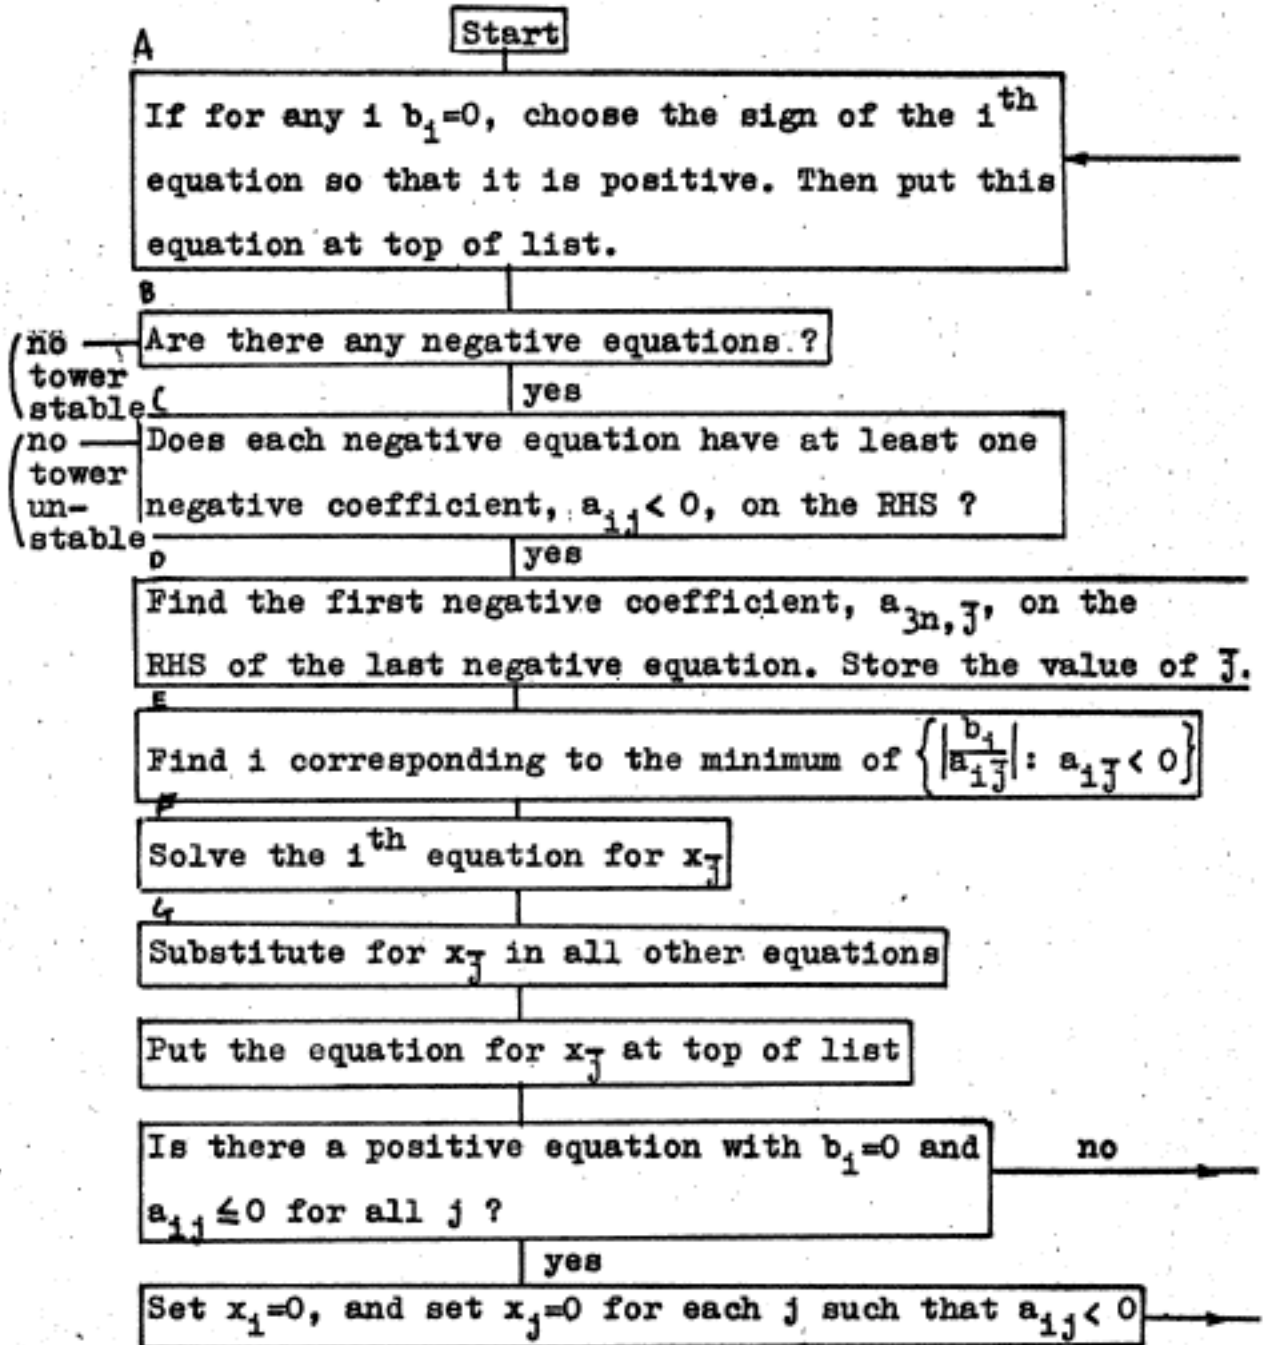 Start
A
If for any i b_i=0, choose the sign of the i^th
equation so that it is positive. Then put this
equation at top of list.
B
Are there any negative equations ?
(no
tower
stable
yes
C
Does each negative equation have at least one
negative coefficient, a_ij < 0, on the RHS ?
(no
tower
un-
stable
yes
D
Find the first negative coefficient, a_3n,j̄, on the
RHS of the last negative equation. Store the value of j̄.
E
Find i corresponding to the minimum of {|b_i/a_ij̄|: a_ij̄ < 0}
F
Solve the i^th equation for x_j̄
G
Substitute for x_j̄ in all other equations
Put the equation for x_j̄ at top of list
Is there a positive equation with b_i=0 and
a_ij ≦0 for all j ?
no
yes
Set x_i=0, and set x_j=0 for each j such that a_ij < 0